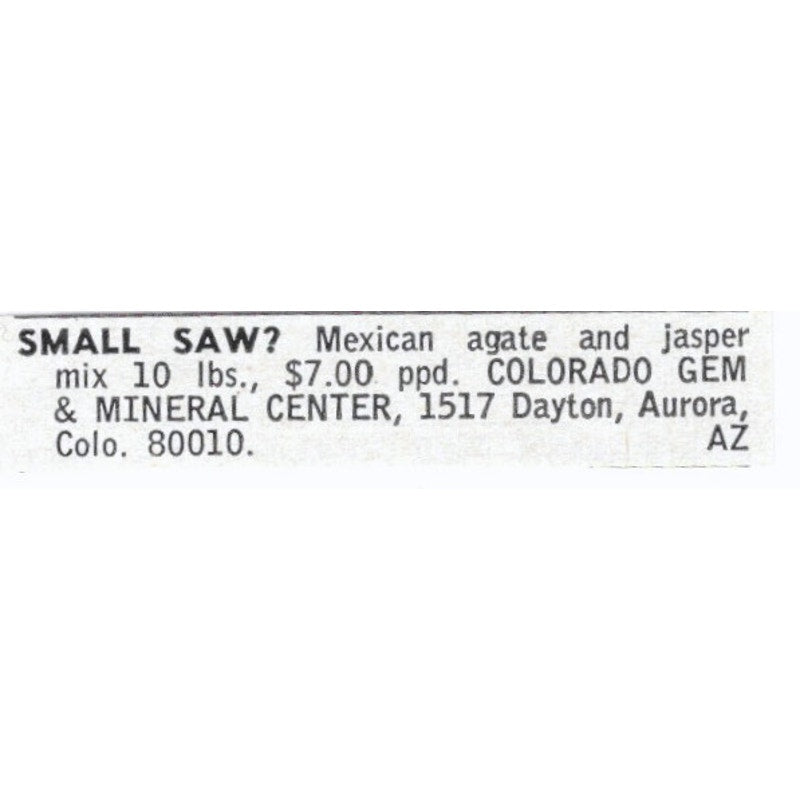 SMALL SAW? Mexican agate and jasper
mix 10 lbs., $7.00 ppd. COLORADO GEM
& MINERAL CENTER, 1517 Dayton, Aurora,
Colo. 80010. AZ